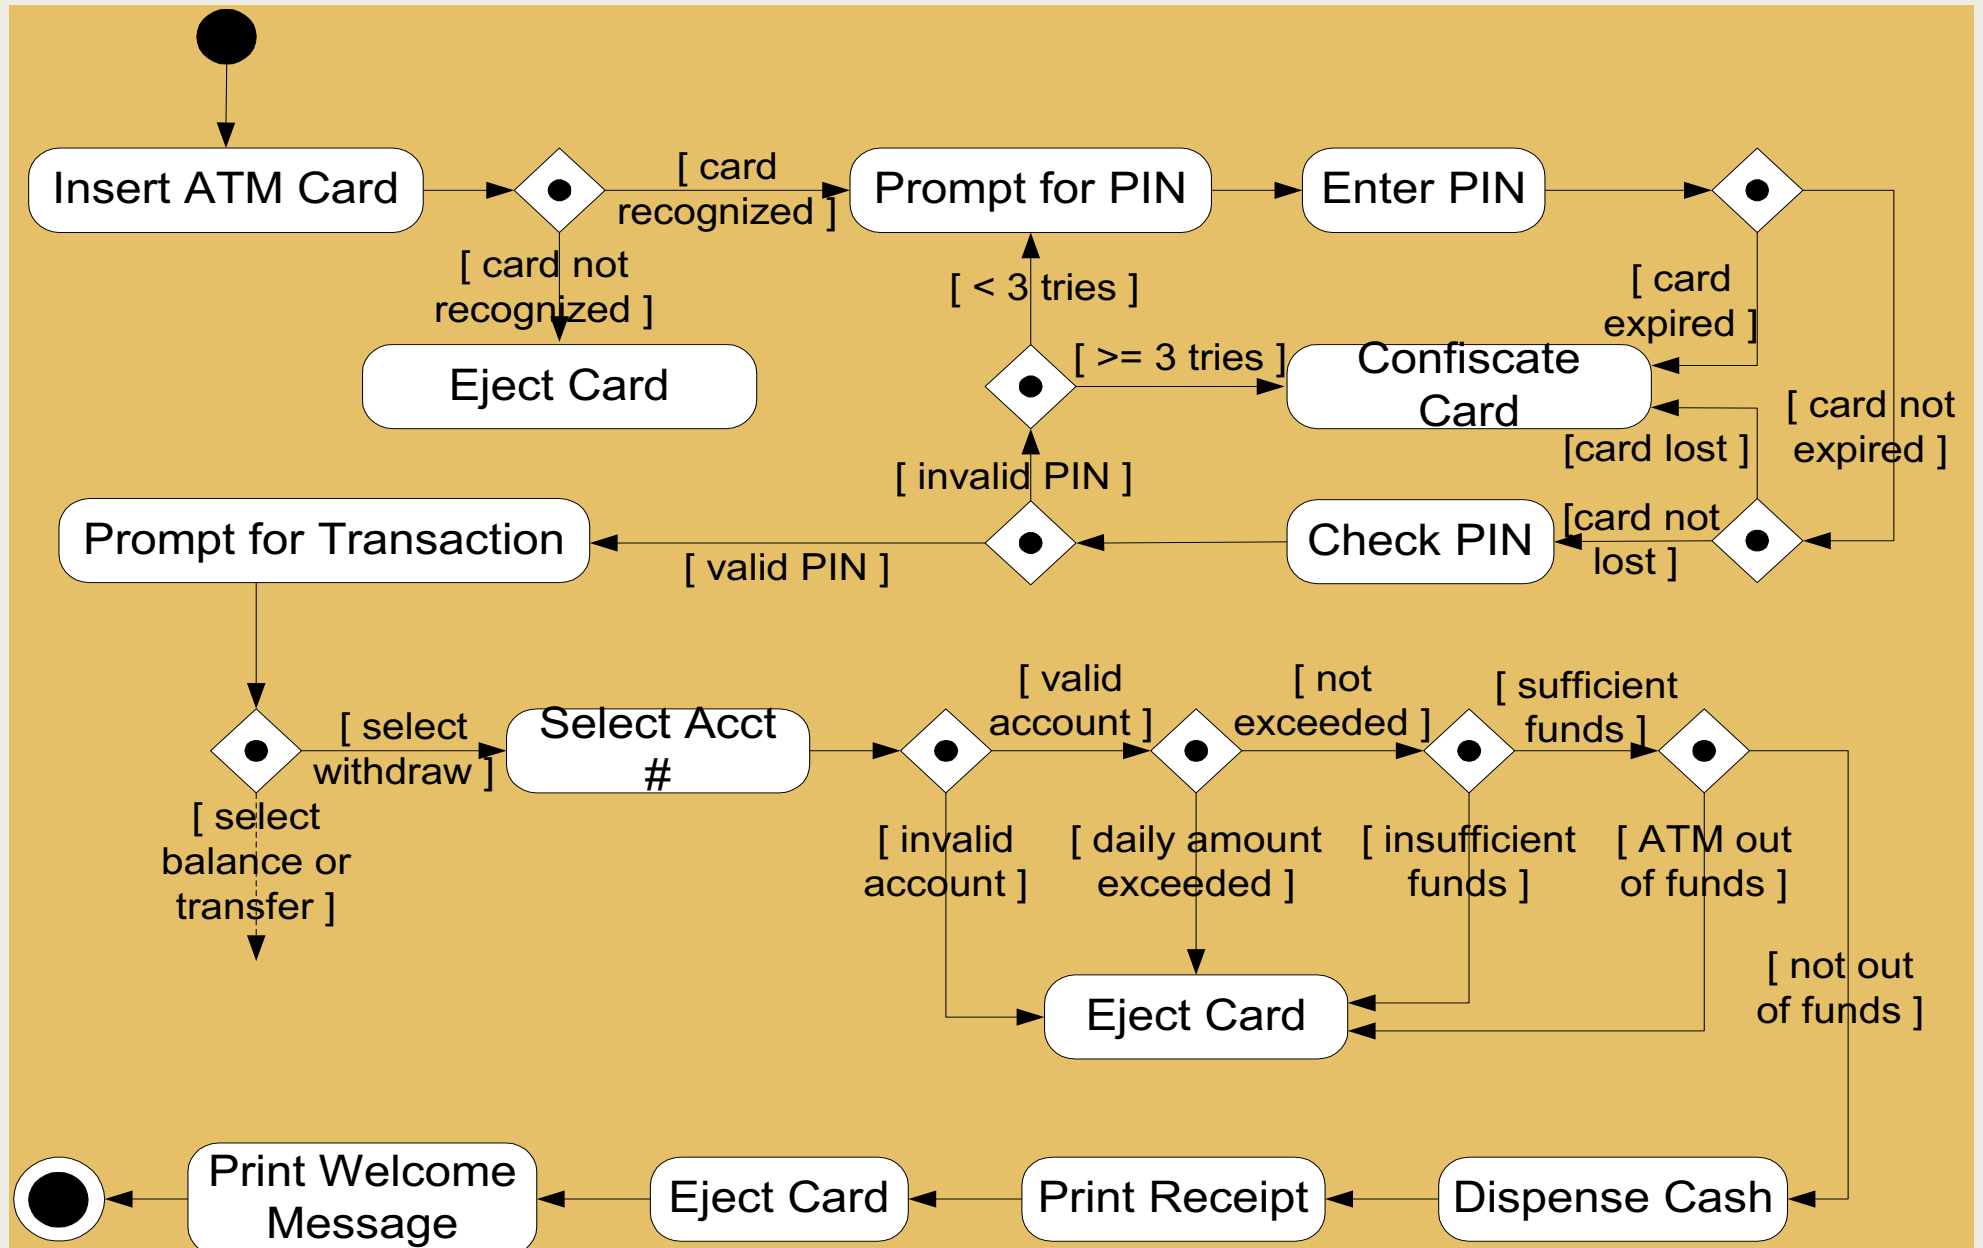 Insert ATM Card
[ card
recognized ]
Prompt for PIN
Enter PIN
[ card not
recognized ]
Eject Card
[ < 3 tries ]
[ >= 3 tries ]
[ card
expired ]
Confiscate
Card
[ card not
expired ]
[card lost ]
[ invalid PIN ]
Prompt for Transaction
[ valid PIN ]
Check PIN
[card not
lost ]
[ select
withdraw ]
Select Acct
#
[ valid
account ]
[ not
exceeded ]
[ sufficient
funds ]
[ select
balance or
transfer ]
[ invalid
account ]
[ daily amount
exceeded ]
[ insufficient
funds ]
[ ATM out
of funds ]
Eject Card
[ not out
of funds ]
Print Welcome
Message
Eject Card
Print Receipt
Dispense Cash